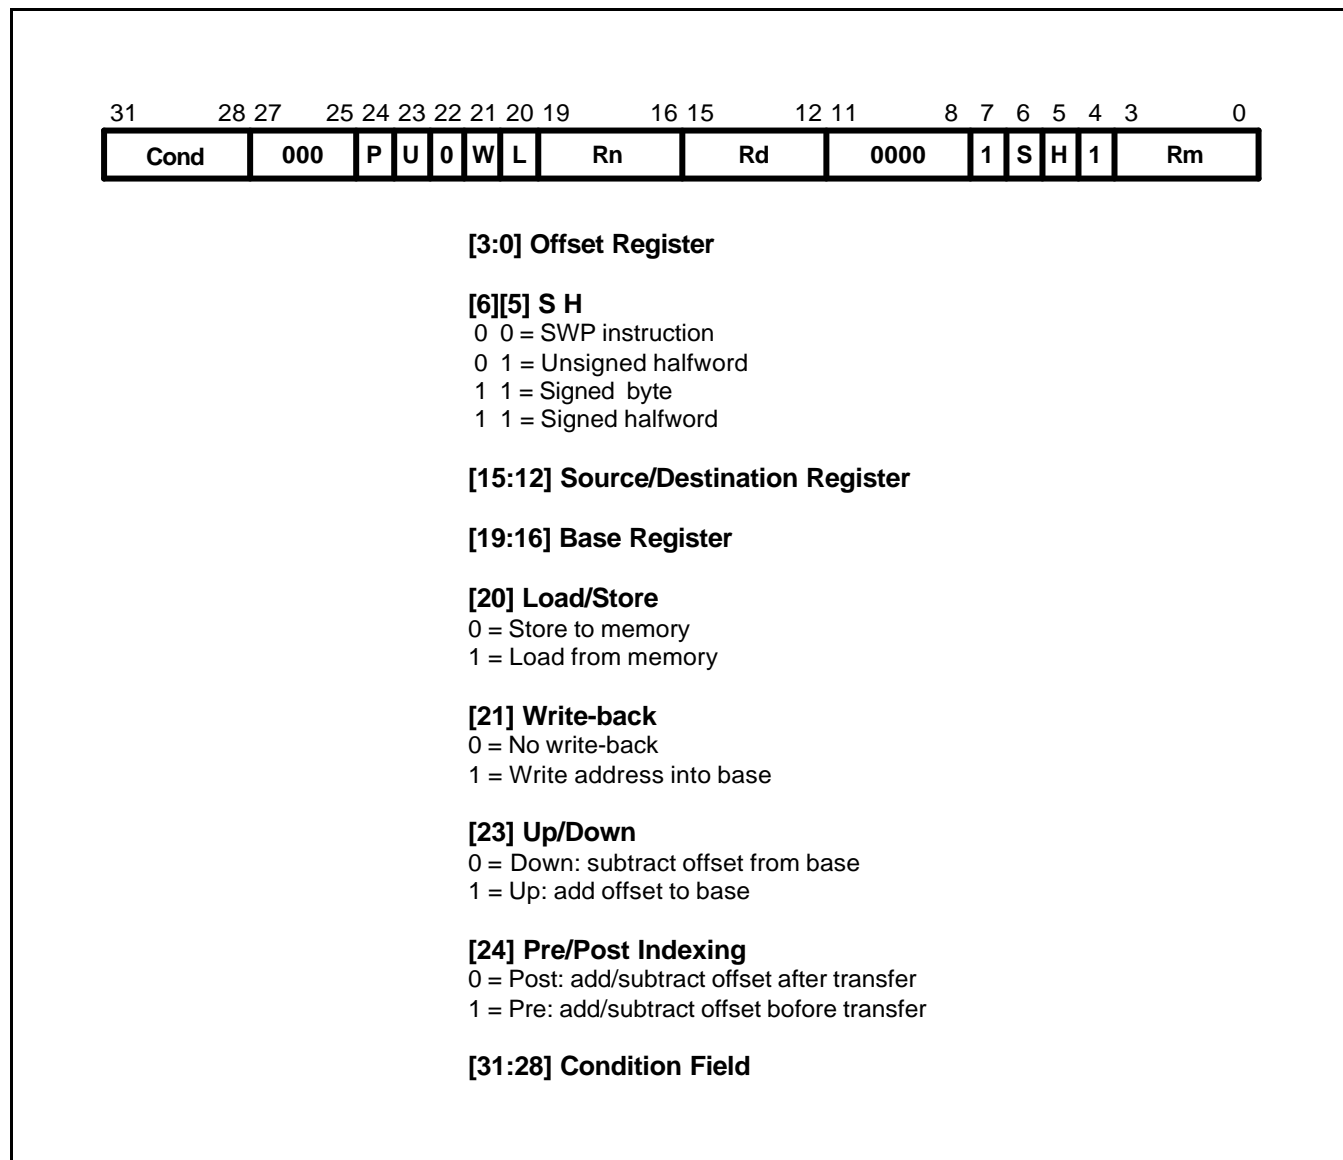 31 28 27 25 24 23 22 21 20 19 16 15 12 11 8 7 6 5 4 3 0
Cond 000 P U 0 W L Rn Rd 0000 1 S H 1 Rm
[3:0] Offset Register
[6][5] S H
0 0 = SWP instruction
0 1 = Unsigned halfword
1 1 = Signed byte
1 1 = Signed halfword
[15:12] Source/Destination Register
[19:16] Base Register
[20] Load/Store
0 = Store to memory
1 = Load from memory
[21] Write-back
0 = No write-back
1 = Write address into base
[23] Up/Down
0 = Down: subtract offset from base
1 = Up: add offset to base
[24] Pre/Post Indexing
0 = Post: add/subtract offset after transfer
1 = Pre: add/subtract offset bofore transfer
[31:28] Condition Field